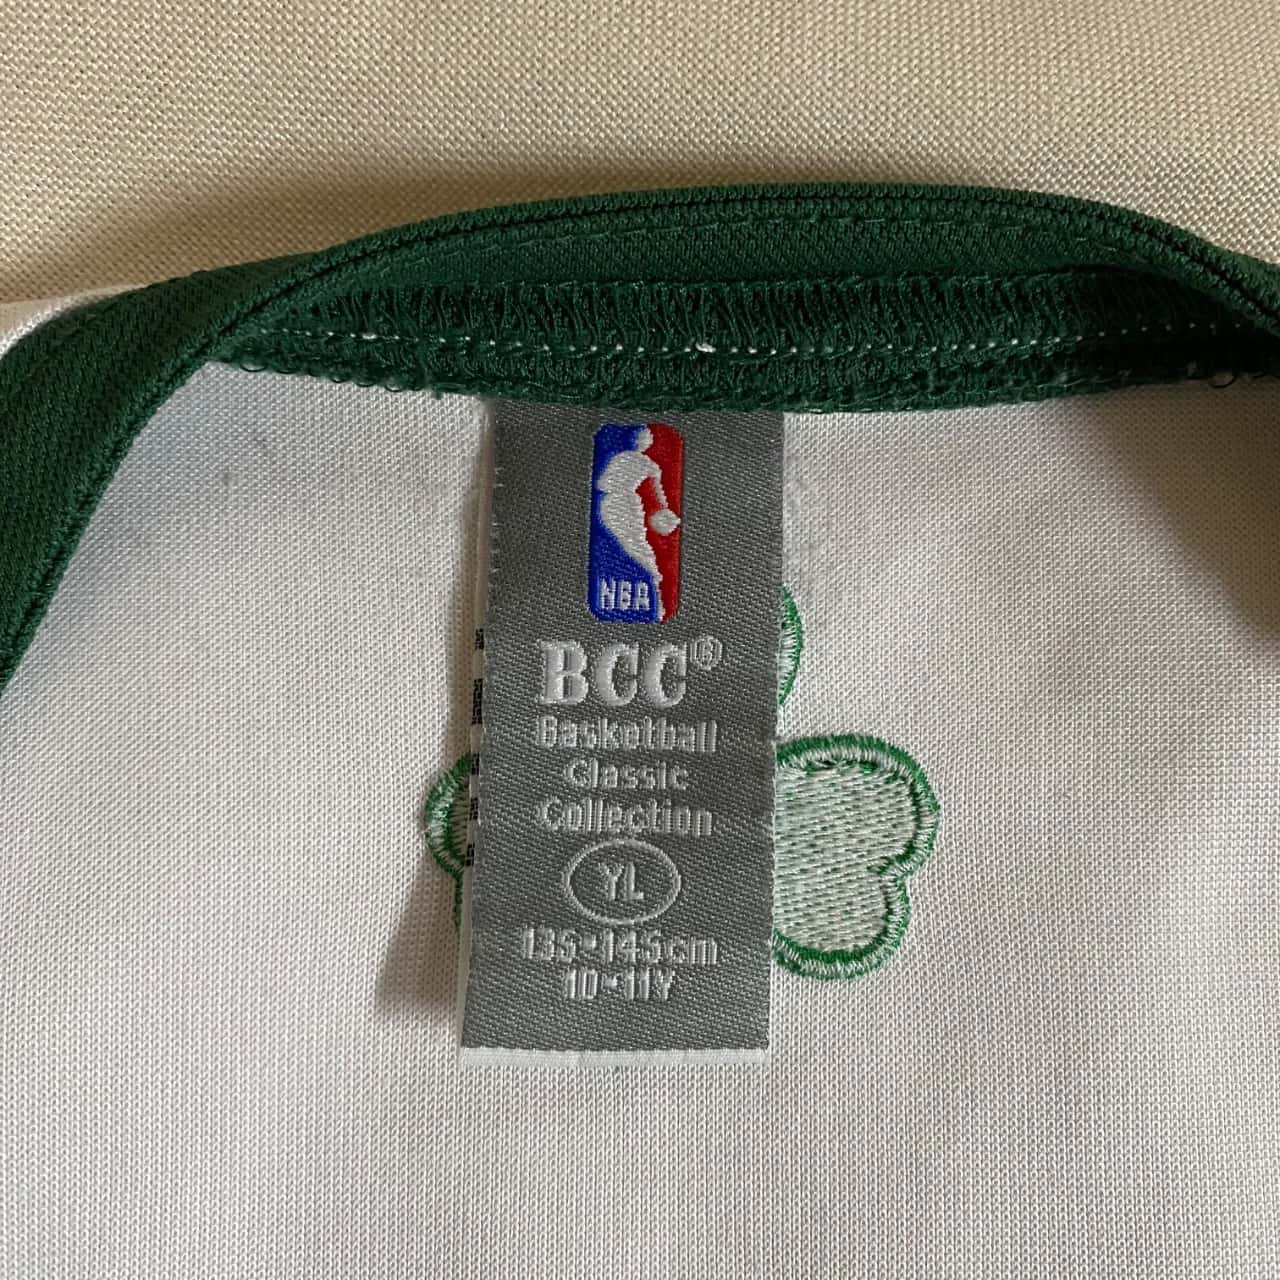 NBA
BCC®
Basketball
Classic
Collection
YL
135-145cm
10-11Y